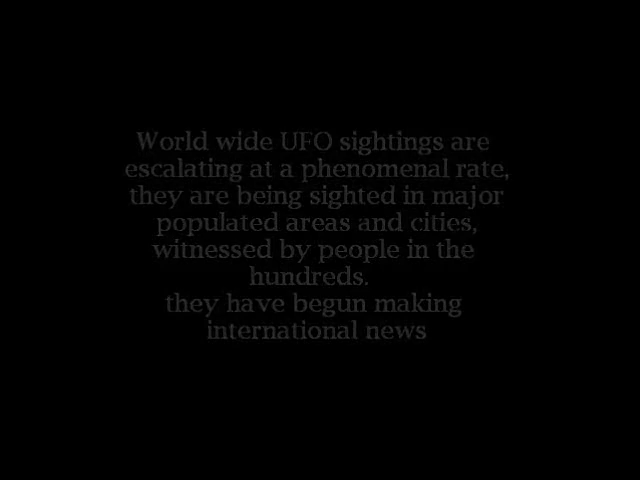 World wide UFO sightings are
escalating at a phenomenal rate,
they are being sighted in major
populated areas and cities,
witnessed by people in the
hundreds.
they have begun making
international news